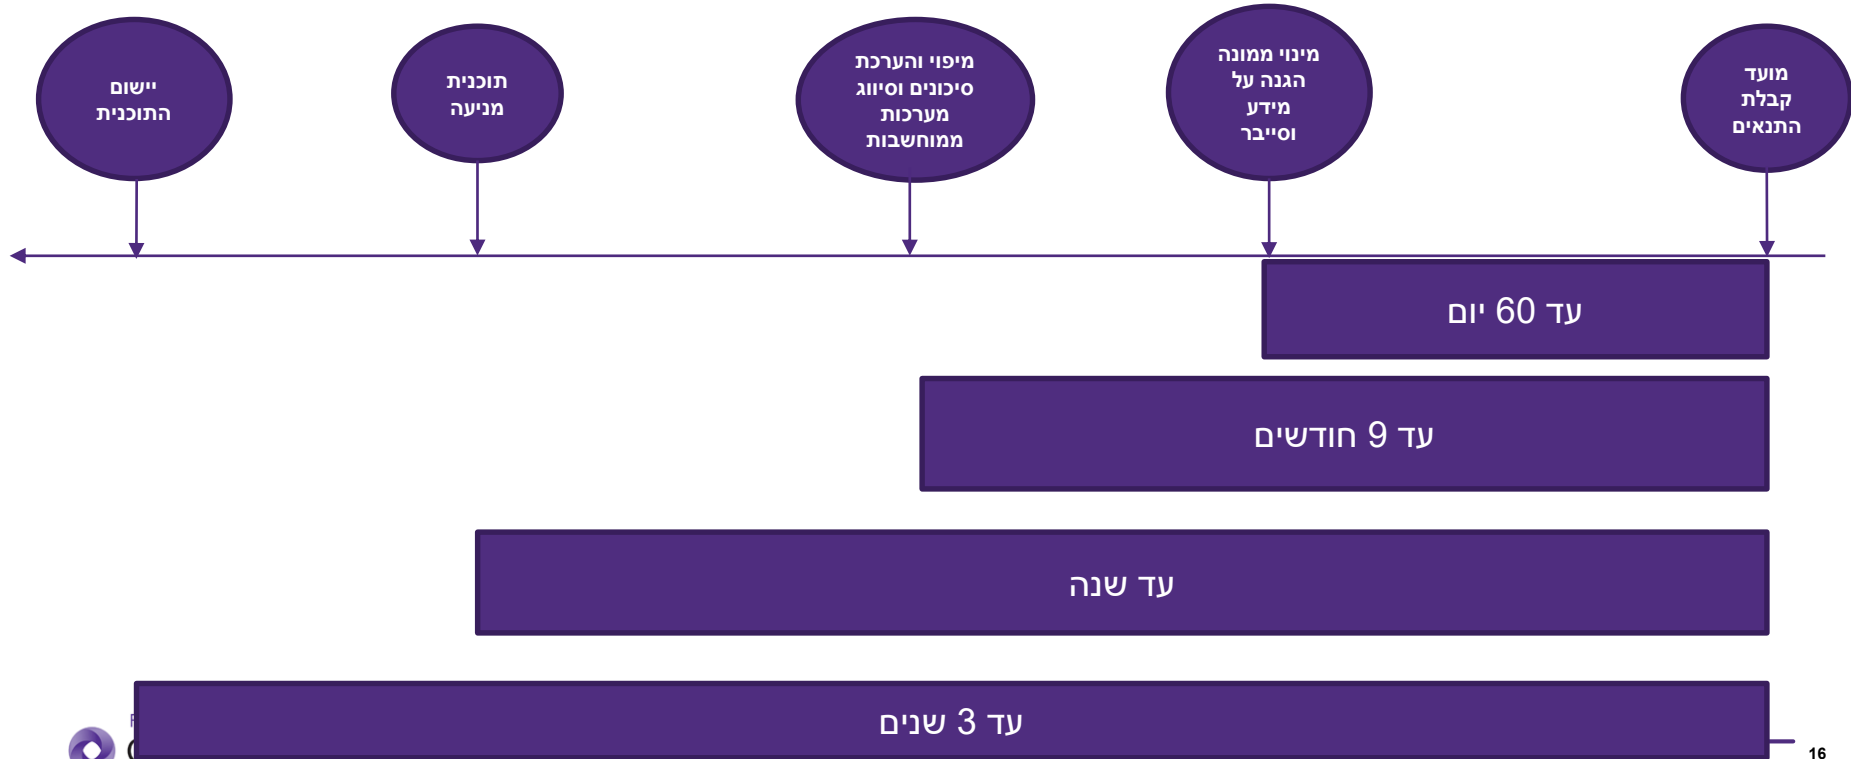 מועד
קבלת
התנאים
מינוי ממונה
הגנה על
מידע
וסייבר
מיפוי והערכת
סיכונים וסיווג
מערכות
ממוחשבות
תוכנית
מניעה
יישום
התוכנית
עד 60 יום
עד 9 חודשים
עד שנה
עד 3 שנים
16